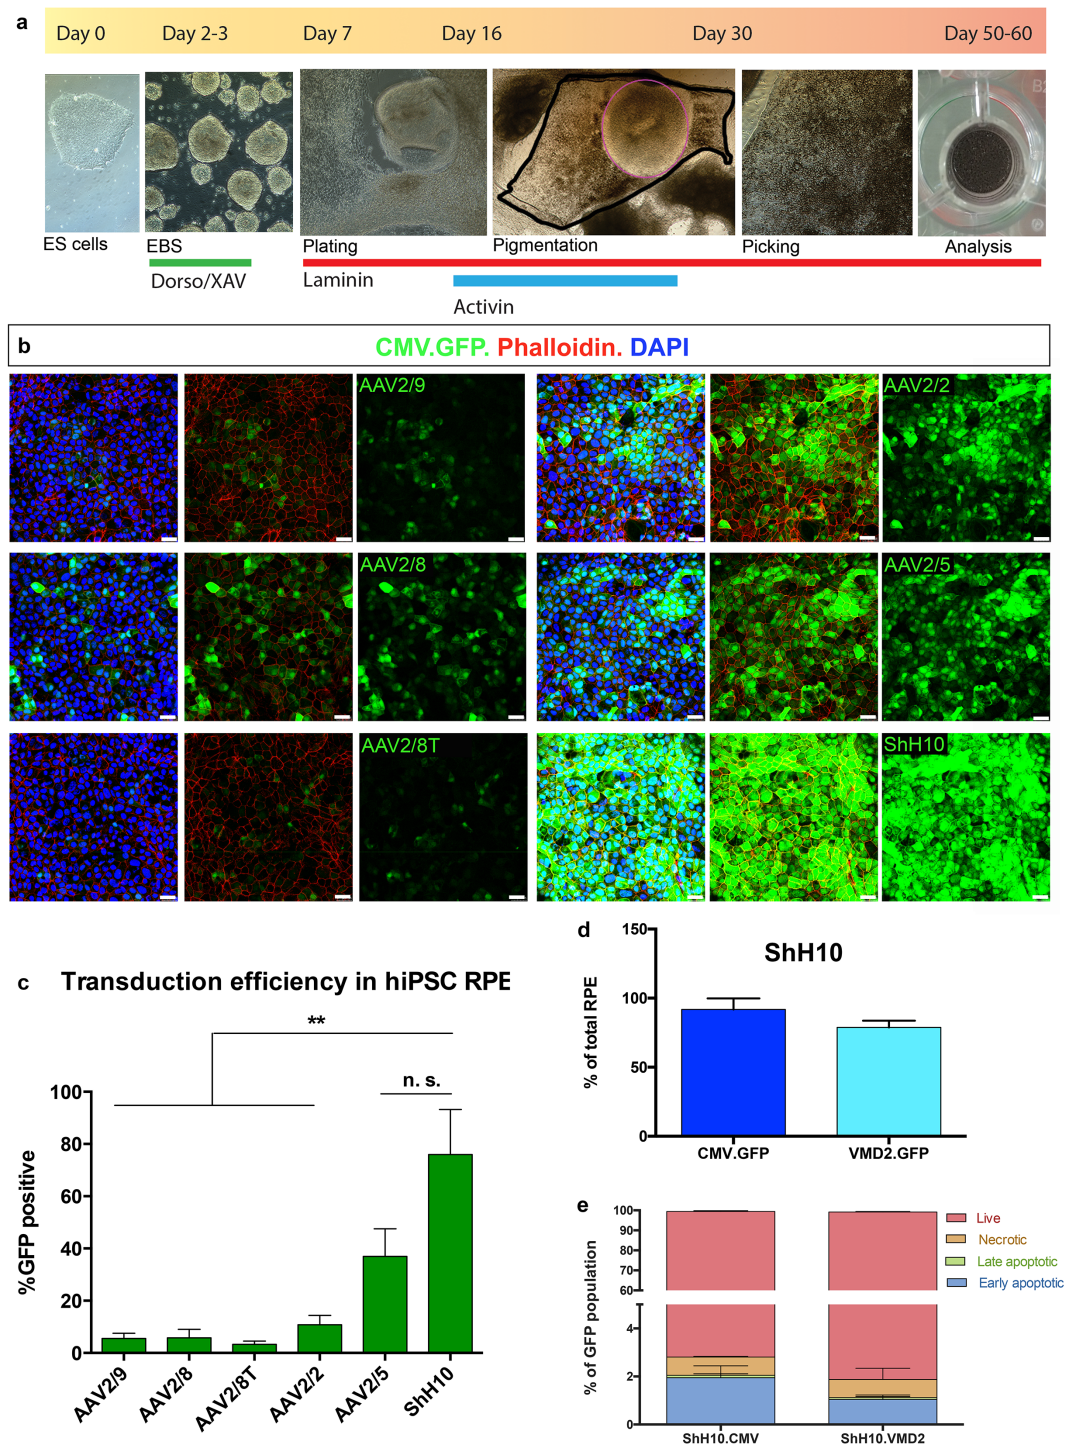 a
Day 0 Day 2-3 Day 7 Day 16 Day 30 Day 50-60
ES cells EBS Plating Pigmentation Picking Analysis
Dorso/XAV Laminin
Activin
b CMV.GFP. Phalloidin. DAPI
AAV2/9 AAV2/2
AAV2/8 AAV2/5
AAV2/8T ShH10
c Transduction efficiency in hiPSC RPE
**
n. s.
%GFP positive
100
80
60
40
20
0
AAV2/9 AAV2/8 AAV2/8T AAV2/2 AAV2/5 ShH10
d
ShH10
% of total RPE
150
100
50
0
CMV.GFP VMD2.GFP
e
% of GFP population
100
90
80
70
60
4
2
0
ShH10.CMV ShH10.VMD2
Live
Necrotic
Late apoptotic
Early apoptotic